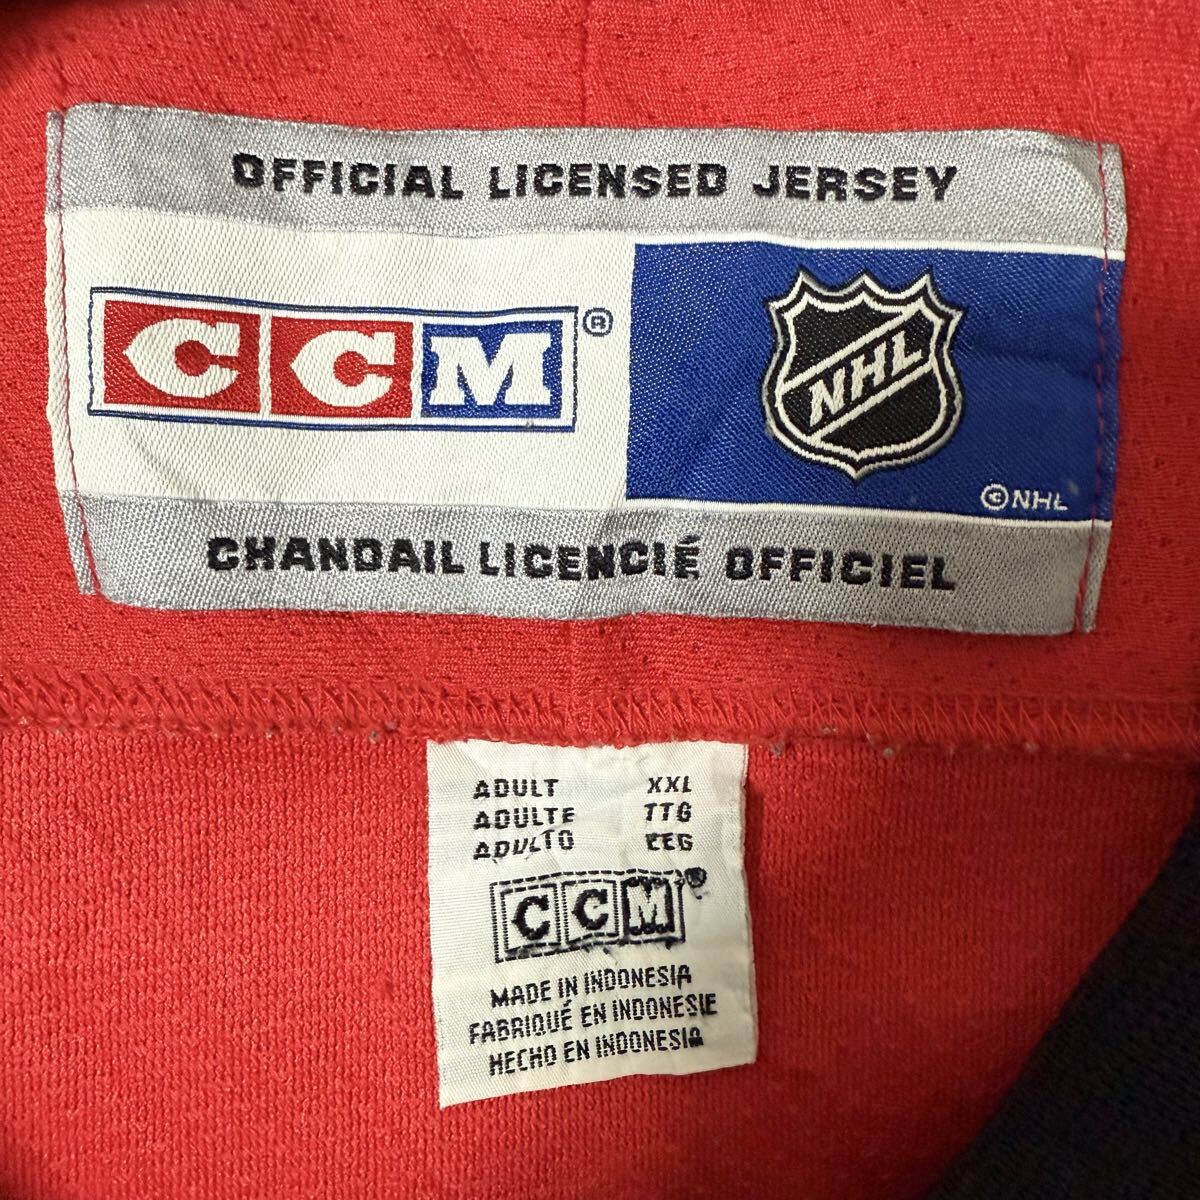 OFFICIAL LICENSED JERSEY
CCM®
NHL
©NHL
CHANDAIL LICENCIÉ OFFICIEL
ADULT XXL
ADULTE TTG
ADULTO EEG
CCM®
MADE IN INDONESIA
FABRIQUÉ EN INDONESIE
HECHO EN INDONESIA